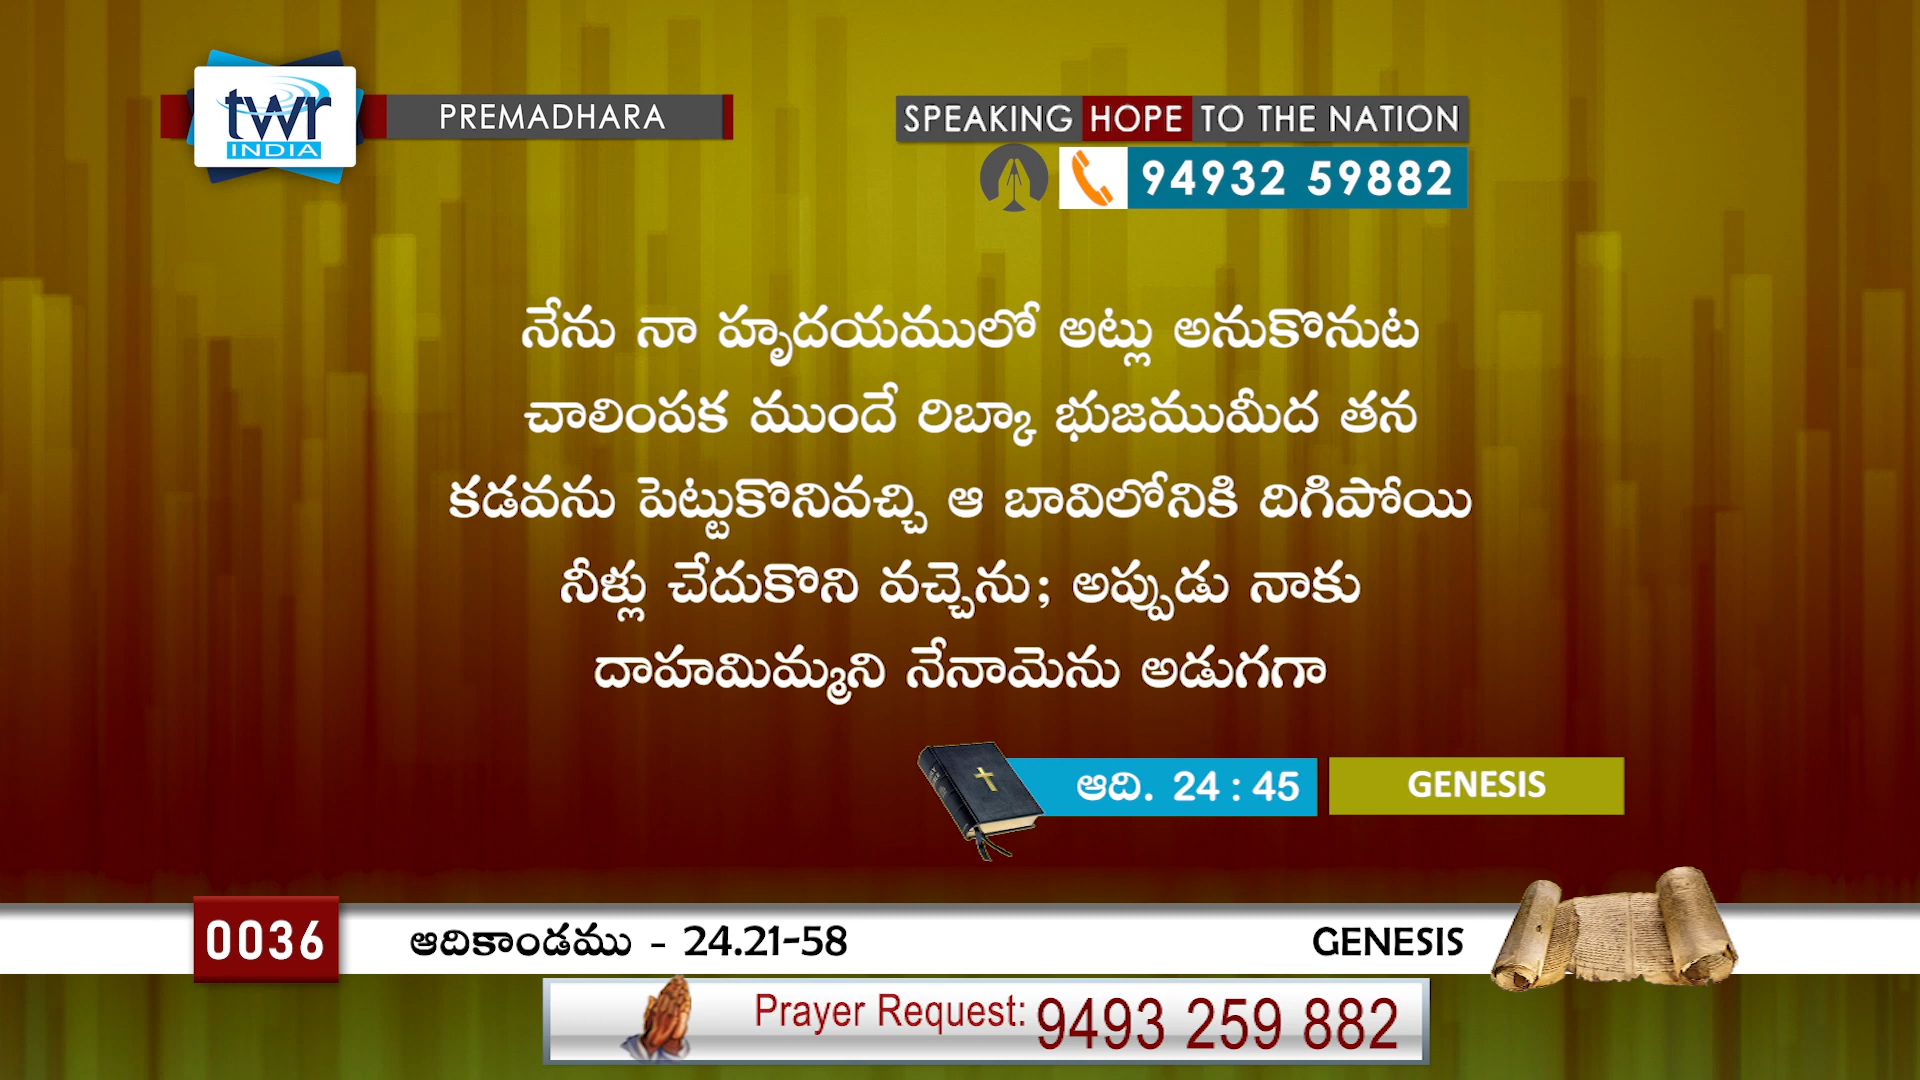 twr
INDIA
PREMADHARA
SPEAKING HOPE TO THE NATION
94932 59882
నేను నా హృదయములో అట్లు అనుకొనుట
చాలింపక ముందే రిబ్కా భుజముమీద తన
కడవను పెట్టుకొనివచ్చి ఆ బావిలోనికి దిగిపోయి
నీళ్లు చేదుకొని వచ్చెను; అప్పుడు నాకు
దాహమిమ్మని నేనామెను అడుగగా
ఆది. 24 : 45
GENESIS
0036
ఆదికాండము - 24.21-58
GENESIS
Prayer Request: 9493 259 882